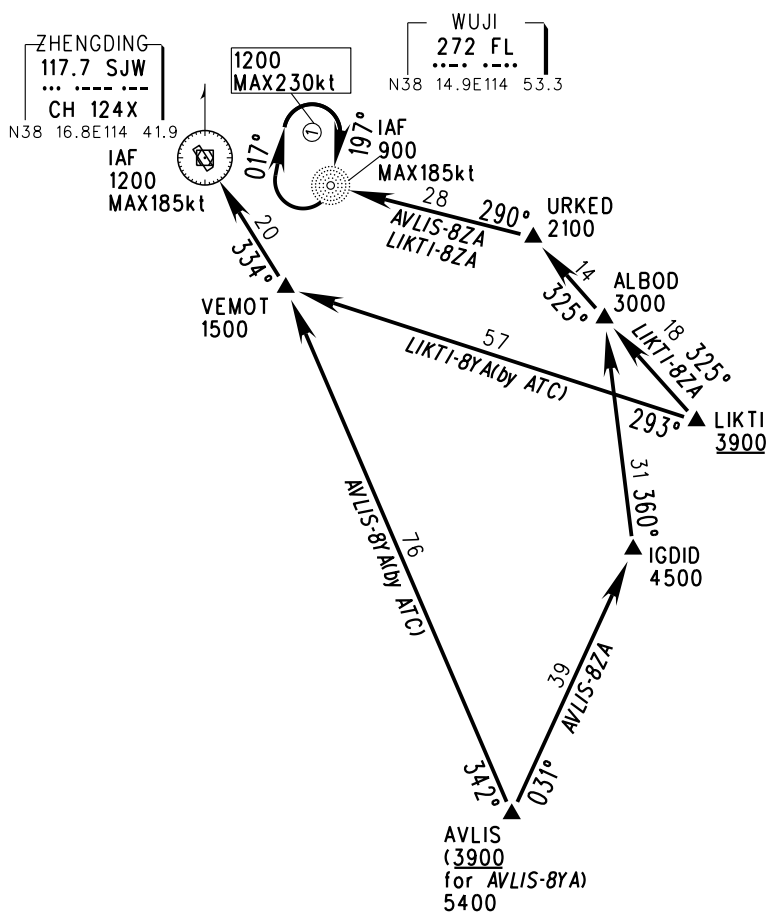 ZHENGDING
117.7 SJW
••• •––– •––
CH 124X
N38 16.8E114 41.9
IAF
1200
MAX185kt
1200
MAX230kt
1
017°
197°
WUJI
272 FL
••–• •–••
N38 14.9E114 53.3
IAF
900
MAX185kt
28
290°
AVLIS-8ZA
LIKTI-8ZA
URKED
2100
14
325°
ALBOD
3000
20
334°
VEMOT
1500
18 325°
LIKTI-8ZA
57
LIKTI-8YA(by ATC)
293°
LIKTI
3900
31 360°
IGDID
4500
76
AVLIS-8YA(by ATC)
39
AVLIS-8ZA
342°
031°
AVLIS
(3900
for AVLIS-8YA)
5400